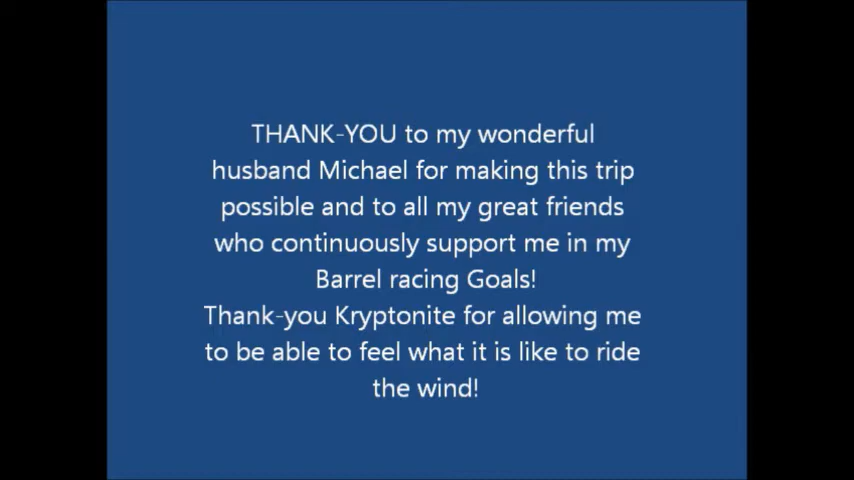 THANK-YOU to my wonderful
husband Michael for making this trip
possible and to all my great friends
who continuously support me in my
Barrel racing Goals!
Thank-you Kryptonite for allowing me
to be able to feel what it is like to ride
the wind!